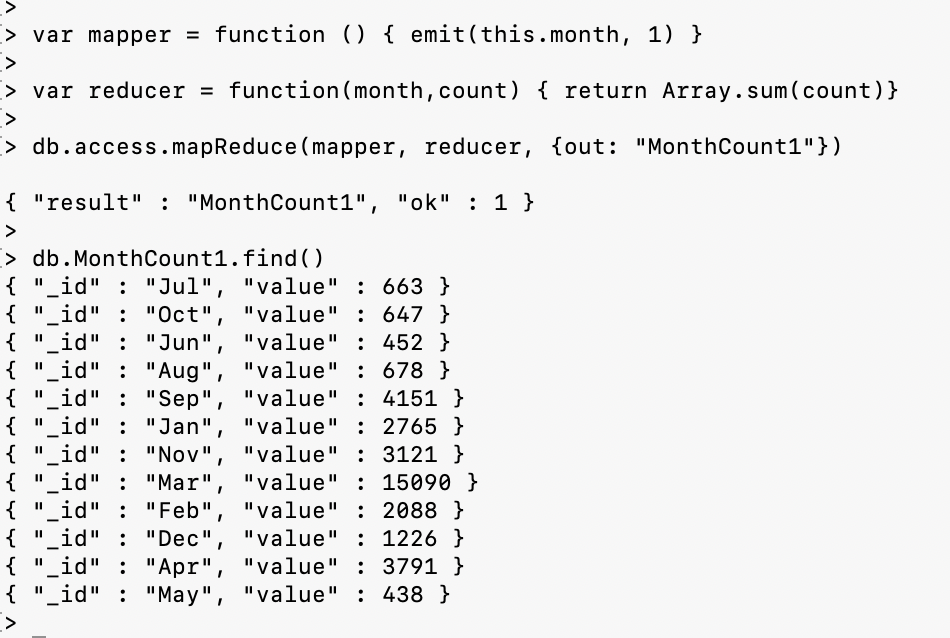 >
> var mapper = function () { emit(this.month, 1) }
>
> var reducer = function(month,count) { return Array.sum(count)}
>
> db.access.mapReduce(mapper, reducer, {out: "MonthCount1"})
{ "result" : "MonthCount1", "ok" : 1 }
>
> db.MonthCount1.find()
{ "_id" : "Jul", "value" : 663 }
{ "_id" : "Oct", "value" : 647 }
{ "_id" : "Jun", "value" : 452 }
{ "_id" : "Aug", "value" : 678 }
{ "_id" : "Sep", "value" : 4151 }
{ "_id" : "Jan", "value" : 2765 }
{ "_id" : "Nov", "value" : 3121 }
{ "_id" : "Mar", "value" : 15090 }
{ "_id" : "Feb", "value" : 2088 }
{ "_id" : "Dec", "value" : 1226 }
{ "_id" : "Apr", "value" : 3791 }
{ "_id" : "May", "value" : 438 }
>